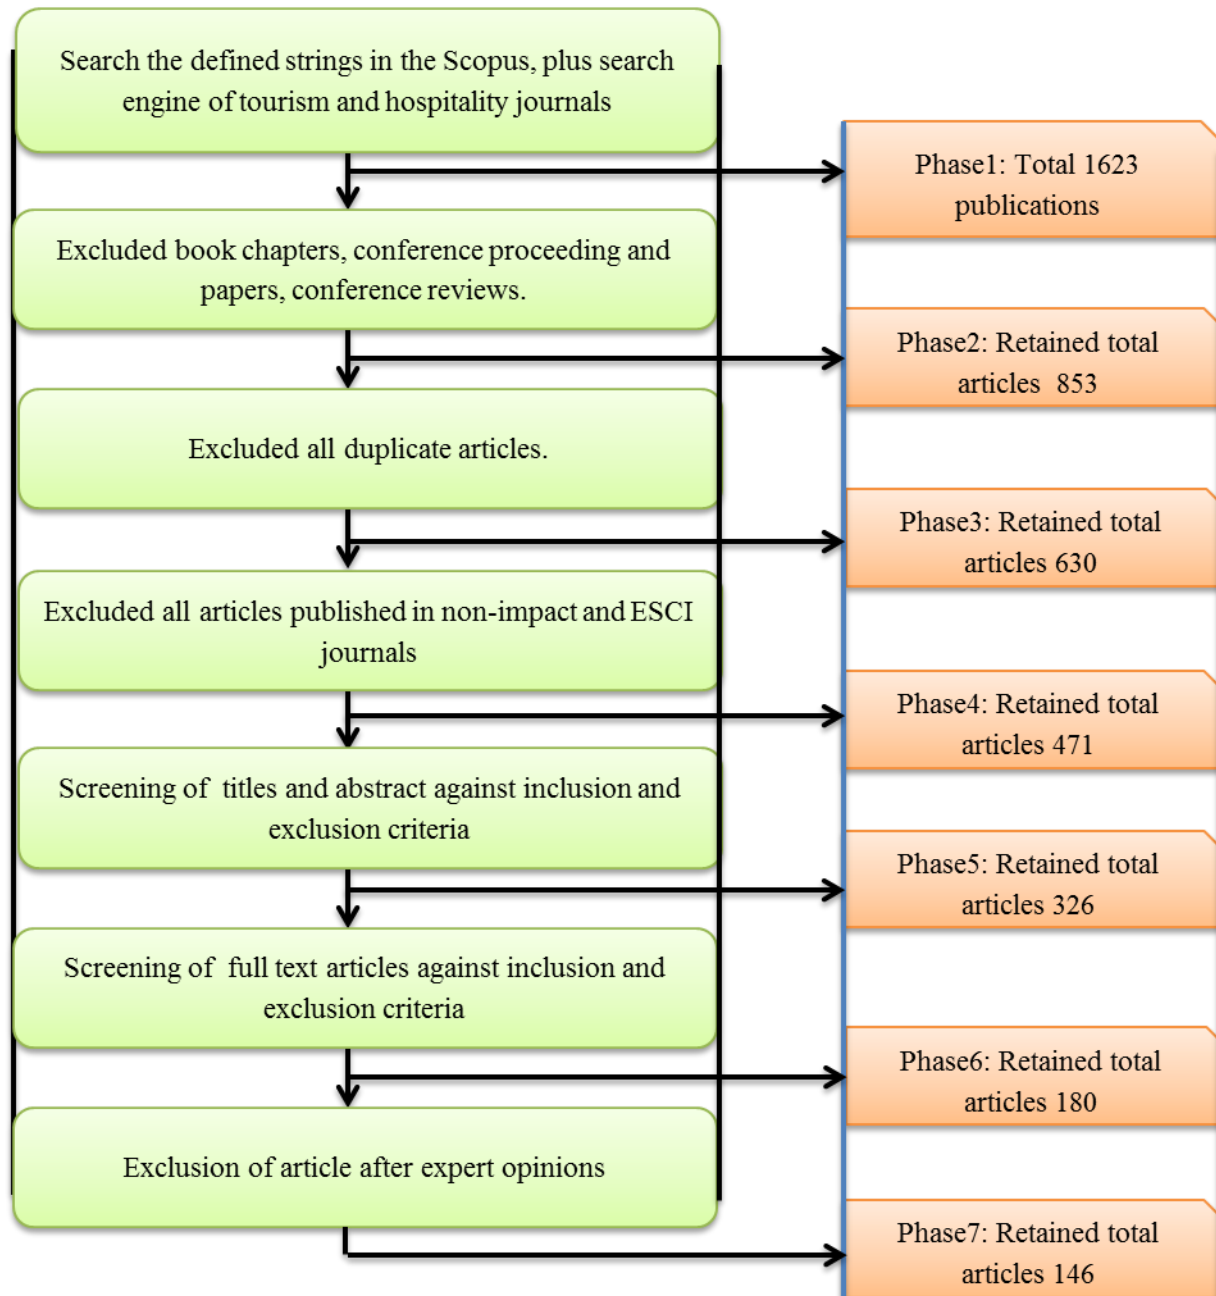 Search the defined strings in the Scopus, plus search
engine of tourism and hospitality journals
Phase1: Total 1623
publications
Excluded book chapters, conference proceeding and
papers, conference reviews.
Phase2: Retained total
articles 853
Excluded all duplicate articles.
Phase3: Retained total
articles 630
Excluded all articles published in non-impact and ESCI
journals
Phase4: Retained total
articles 471
Screening of titles and abstract against inclusion and
exclusion criteria
Phase5: Retained total
articles 326
Screening of full text articles against inclusion and
exclusion criteria
Phase6: Retained total
articles 180
Exclusion of article after expert opinions
Phase7: Retained total
articles 146